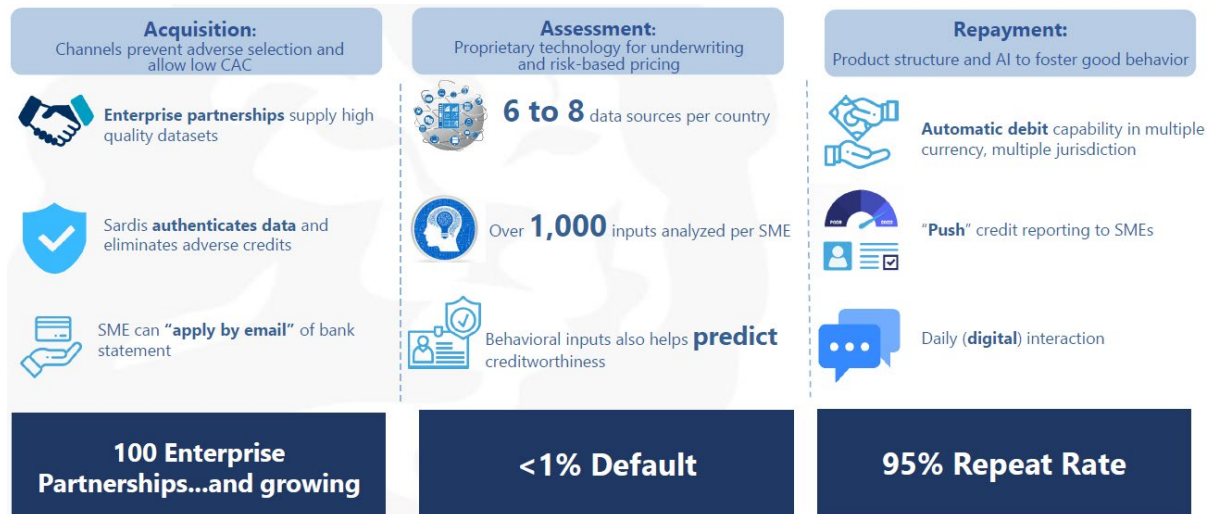 Acquisition:
Channels prevent adverse selection and
allow low CAC
Enterprise partnerships supply high
quality datasets
Sardis authenticates data and
eliminates adverse credits
SME can “apply by email” of bank
statement
100 Enterprise
Partnerships...and growing
Assessment:
Proprietary technology for underwriting
and risk-based pricing
6 to 8 data sources per country
Over 1,000 inputs analyzed per SME
Behavioral inputs also helps predict
creditworthiness
<1% Default
Repayment:
Product structure and AI to foster good behavior
Automatic debit capability in multiple
currency, multiple jurisdiction
POOR
“Push” credit reporting to SMEs
Daily (digital) interaction
95% Repeat Rate